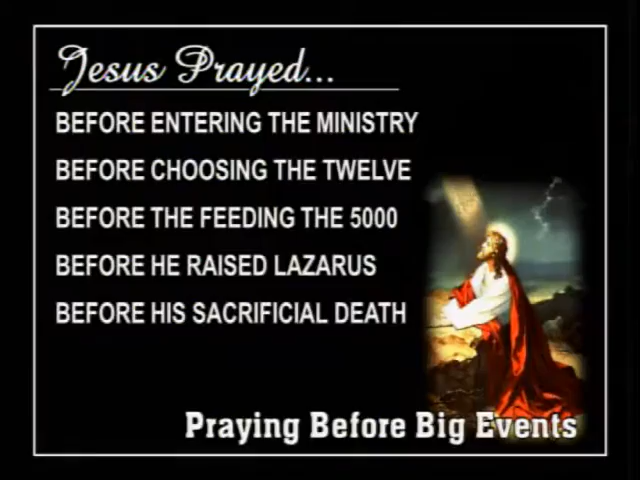 Jesus Prayed...
BEFORE ENTERING THE MINISTRY
BEFORE CHOOSING THE TWELVE
BEFORE THE FEEDING THE 5000
BEFORE HE RAISED LAZARUS
BEFORE HIS SACRIFICIAL DEATH
Praying Before Big Events